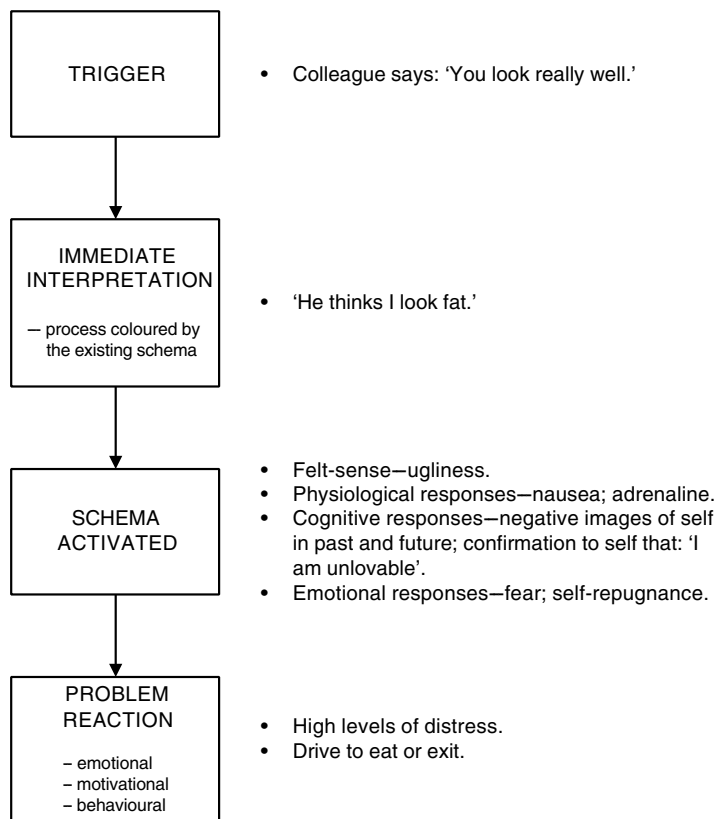 TRIGGER
• Colleague says: ‘You look really well.’
IMMEDIATE
INTERPRETATION
— process coloured by
the existing schema
• ‘He thinks I look fat.’
SCHEMA
ACTIVATED
• Felt-sense—ugliness.
• Physiological responses—nausea; adrenaline.
• Cognitive responses—negative images of self
in past and future; confirmation to self that: ‘I
am unlovable’.
• Emotional responses—fear; self-repugnance.
PROBLEM
REACTION
– emotional
– motivational
– behavioural
• High levels of distress.
• Drive to eat or exit.